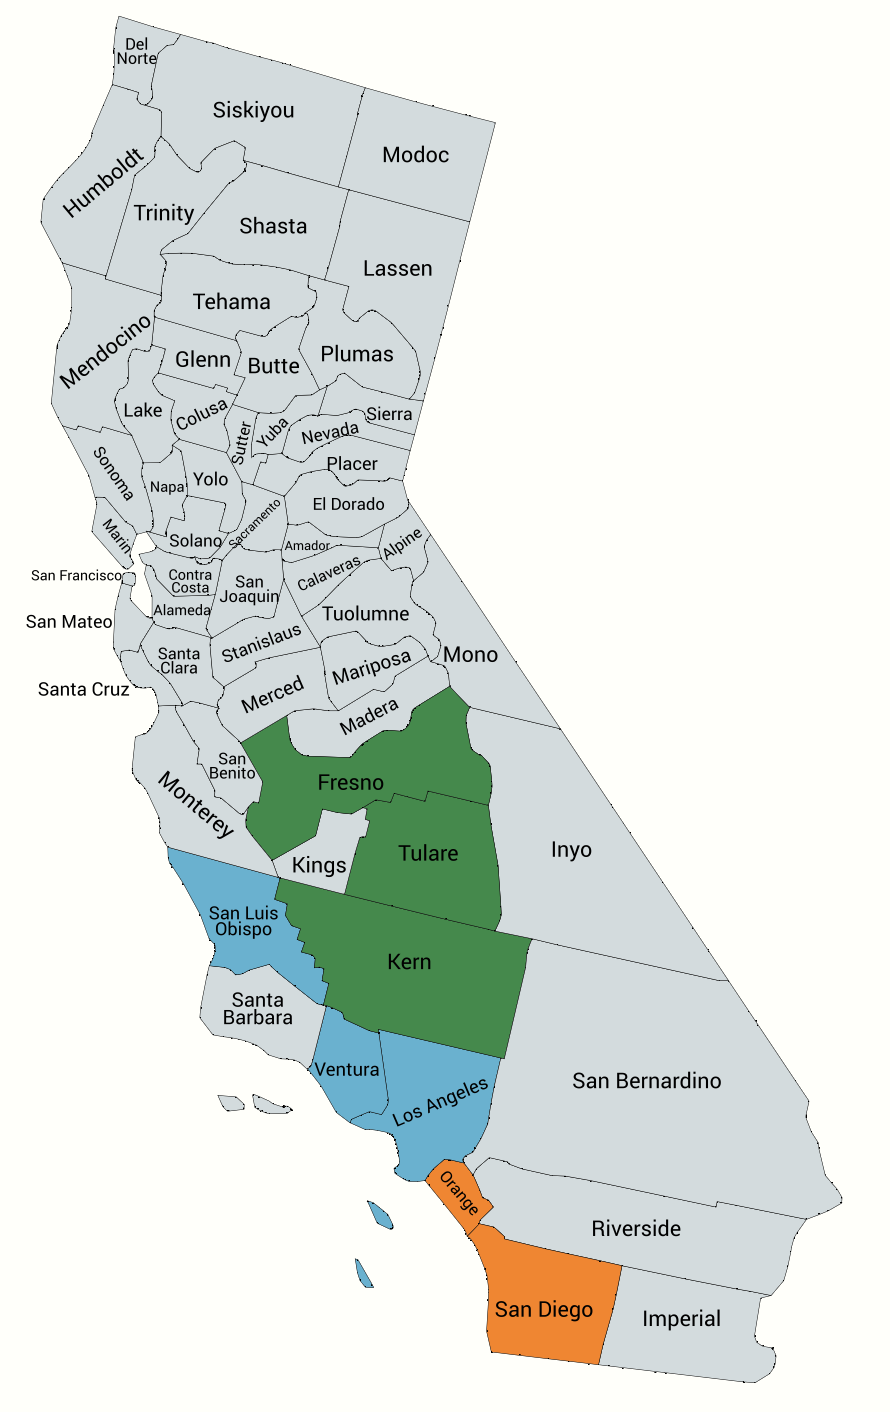 Del
Norte
Siskiyou
Modoc
Humboldt
Trinity
Shasta
Lassen
Tehama
Mendocino
Glenn
Butte
Plumas
Lake
Colusa
Sutter
Yuba
Nevada
Sierra
Placer
Sonoma
Napa
Yolo
El Dorado
Sacramento
Marin
Solano
Amador
Alpine
San Francisco
Contra
Costa
San
Joaquin
Calaveras
Alameda
Tuolumne
San Mateo
Stanislaus
Santa
Clara
Mariposa
Mono
Santa Cruz
Merced
Madera
San
Benito
Fresno
Monterey
Kings
Tulare
Inyo
San Luis
Obispo
Kern
Santa
Barbara
Ventura
Los Angeles
San Bernardino
Orange
Riverside
San Diego
Imperial